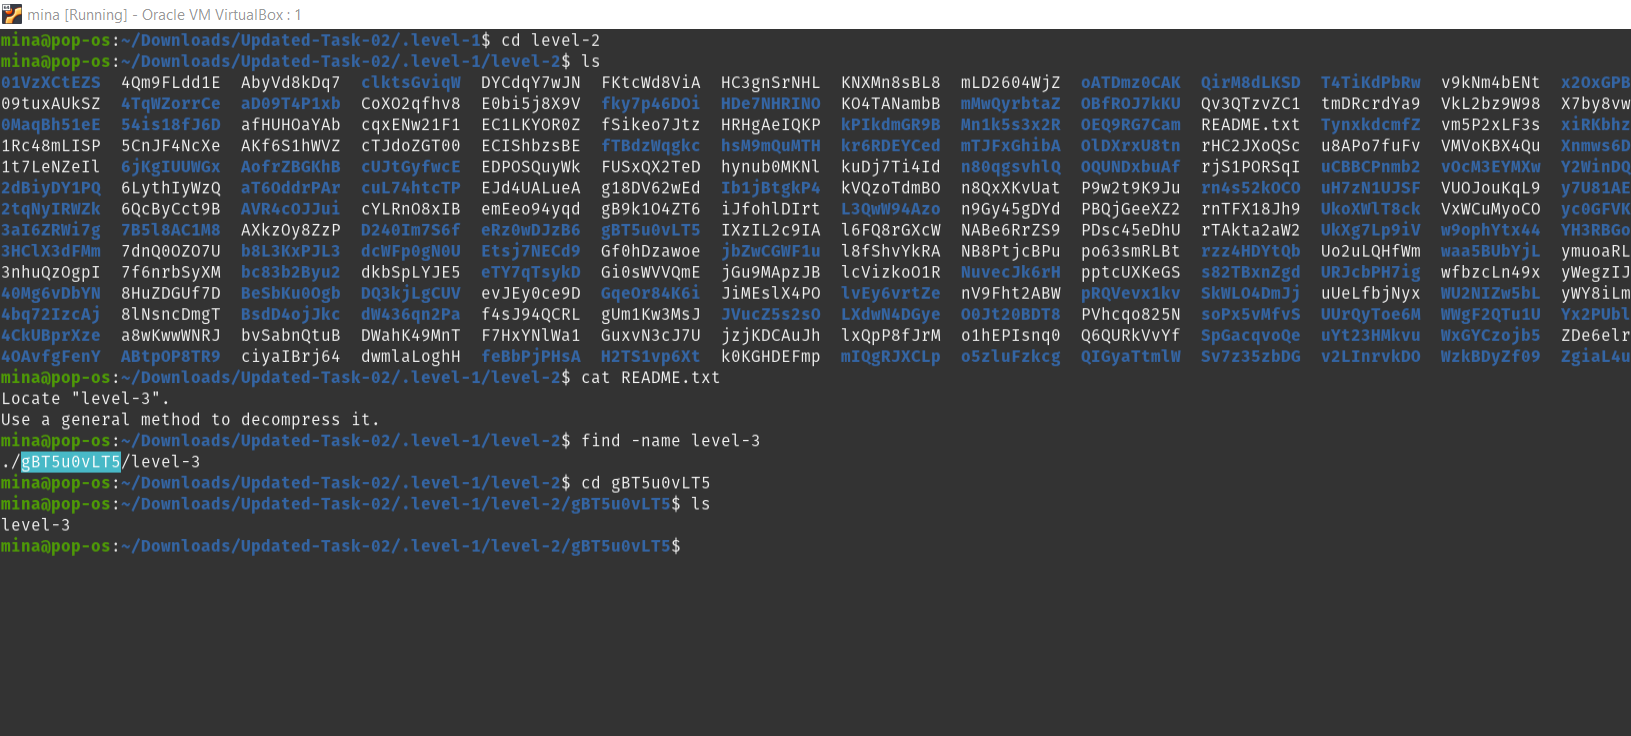 mina [Running] - Oracle VM VirtualBox : 1
mina@pop-os:~/Downloads/Updated-Task-02/.level-1$ cd level-2
mina@pop-os:~/Downloads/Updated-Task-02/.level-1/level-2$ ls
01VzXCtEZS 4Qm9FLdd1E AbyVd8kDq7 clktsGviqW DYCdqY7wJN FKtcWd8ViA HC3gnSrNHL KNXMn8sBL8 mLD2604WjZ oATDmz0CAK QirM8dLKSD T4TiKdPbRw v9kNm4bENt x2OxGPB
09tuxAUkSZ 4TqWZorrCe aD09T4P1xb CoXO2qfhv8 E0bi5j8X9V fky7p46DOi HDe7NHRINO KO4TANambB mMwQyrbtaZ OBfROJ7kKU Qv3QTzvZC1 tmDRcrdYa9 VkL2bz9W98 X7by8vw
0MaqBh51eE 54is18fJ6D afHUHOaYAb cqxENw21F1 EC1LKYOR0Z fSikeo7Jtz HRHgAeIQKP kPIkdmGR9B Mn1k5s3x2R OEQ9RG7Cam README.txt TynxkdcmfZ vm5P2xLF3s xiRKbhz
1Rc48mLISP 5CnJF4NcXe AKf6S1hWVZ cTJdoZGT00 ECIShbzsBE fTBdzWqgkc hsM9mQuMTH kr6RDEYCed mTJFxGhibA OlDXrxU8tn rHC2JXoQSc u8APo7fuFv VMVoKBX4Qu Xnmws6D
1t7LeNZeIl 6jKgIUUWGx AofrZBGKhB cUJtGyfwcE EDPOSQuyWk FUSxQX2TeD hynub0MKNl kuDj7Ti4Id n80qgsvhlQ OQUNDxbuAf rjS1PORSqI uCBBCPnmb2 vOcM3EYMXw Y2WinDQ
2dBiyDY1PQ 6LythIyWzQ aT6OddrPAr cuL74htcTP EJd4UALueA g18DV62wEd Ib1jBtgkP4 kVQzoTdmBO n8QxXKvUat P9w2t9K9Ju rn4s52kOCO uH7zN1UJSF VUOJouKqL9 y7U81AE
2tqNyIRWZk 6QcByCct9B AVR4cOJJui cYLRnO8xIB emEeo94yqd gB9k1O4ZT6 iJfohlDIrt L3QwW94Azo n9Gy45gDYd PBQjGeeXZ2 rnTFX18Jh9 UkoXWlT8ck VxWCuMyoCO yc0GFVK
3aI6ZRWi7g 7B5l8AC1M8 AXkzOy8ZzP D240Im7S6f eRz0wDJzB6 gBT5u0vLT5 IXzIL2c9IA l6FQ8rGXcW NABe6RrZS9 PDsc45eDhU rTAkta2aW2 UkXg7Lp9iV w9ophYtx44 YH3RBGo
3HClX3dFMm 7dnQ0OZO7U b8L3KxPJL3 dcWFp0gN0U Etsj7NECd9 Gf0hDzawoe jbZwCGWF1u l8fShvYkRA NB8PtjcBPu po63smRLBt rzz4HDYtQb Uo2uLQHfWm waa5BUbYjL ymuoaRL
3nhuQzOgpI 7f6nrbSyXM bc83b2Byu2 dkbSpLYJE5 eTY7qTsykD Gi0sWVVQmE jGu9MApzJB lcVizkoO1R NuvecJk6rH pptcUXKeGS s82TBxnZgd URJcbPH7ig wfbzcLn49x yWegzIJ
40Mg6vDbYN 8HuZDGUf7D BeSbKu0Ogb DQ3kjLgCUV evJEy0ce9D GqeOr84K6i JiMEslX4PO lvEy6vrtZe nV9Fht2ABW pRQVevx1kv SkWLO4DmJj uUeLfbjNyx WU2NIZw5bL yWY8iLm
4bq72IzcAj 8lNsncDmgT BsdD4ojJkc dW436qn2Pa f4sJ94QCRL gUm1Kw3MsJ JVucZ5s2sO LXdwN4DGye O0Jt20BDT8 PVhcqo825N soPx5vMfvS UUrQyToe6M WWgF2QTu1U Yx2PUbl
4CkUBprXze a8wKwwWNRJ bvSabnQtuB DWahK49MnT F7HxYNlWa1 GuxvN3cJ7U jzjKDCAuJh lxQpP8fJrM o1hEPIsnq0 Q6QURkVvYf SpGacqvoQe uYt23HMkvu WxGYCzojb5 ZDe6elr
4OAvfgFenY ABtpOP8TR9 ciyaIBrj64 dwmlaLoghH feBbPjPHsA H2TS1vp6Xt k0KGHDEFmp mIQgRJXCLp o5zluFzkcg QIGyaTtmlW Sv7z35zbDG v2LInrvkDO WzkBDyZf09 ZgiaL4u
mina@pop-os:~/Downloads/Updated-Task-02/.level-1/level-2$ cat README.txt
Locate "level-3".
Use a general method to decompress it.
mina@pop-os:~/Downloads/Updated-Task-02/.level-1/level-2$ find -name level-3
./gBT5u0vLT5/level-3
mina@pop-os:~/Downloads/Updated-Task-02/.level-1/level-2$ cd gBT5u0vLT5
mina@pop-os:~/Downloads/Updated-Task-02/.level-1/level-2/gBT5u0vLT5$ ls
level-3
mina@pop-os:~/Downloads/Updated-Task-02/.level-1/level-2/gBT5u0vLT5$